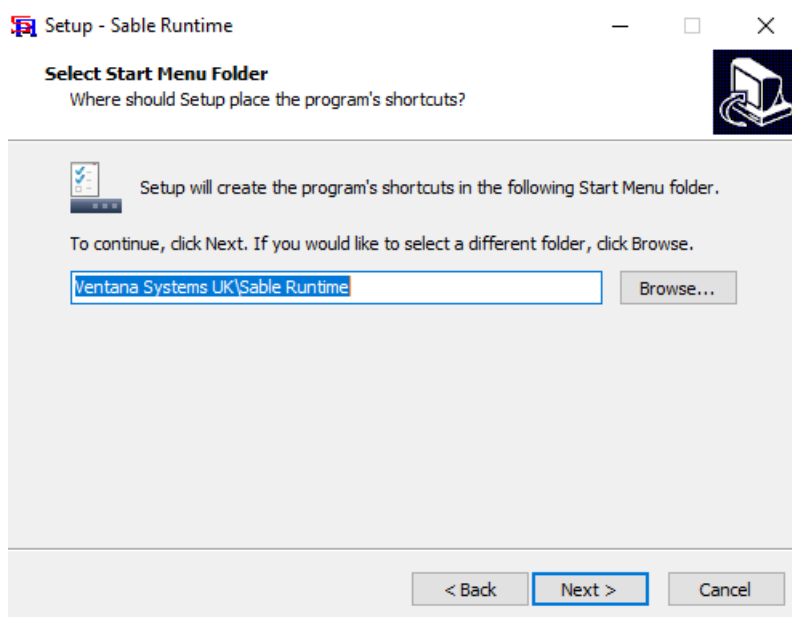 Setup - Sable Runtime
Select Start Menu Folder
Where should Setup place the program's shortcuts?
Setup will create the program's shortcuts in the following Start Menu folder.
To continue, click Next. If you would like to select a different folder, click Browse.
Ventana Systems UK\Sable Runtime
Browse...
< Back
Next >
Cancel